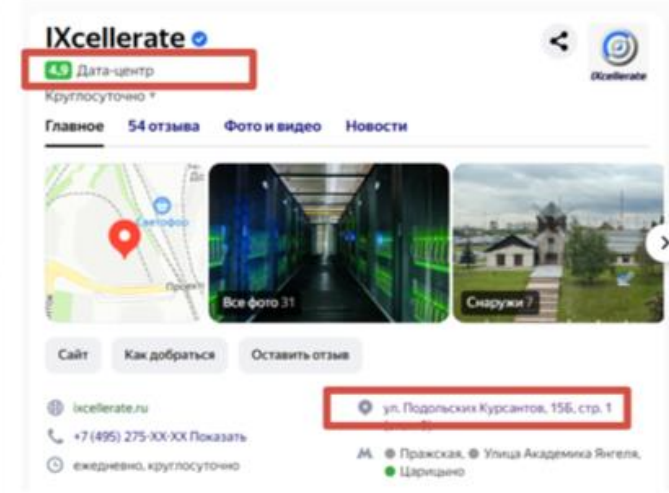 IXcellerate
IXcellerate
4,9 Дата-центр
Круглосуточно
Главное 54 отзыва Фото и видео Новости
Светофор
Все фото 31
Снаружи 7
Сайт Как добраться Оставить отзыв
ixcellerate.ru
ул. Подольских Курсантов, 15Б, стр. 1
+7 (495) 275-XX-XX Показать
Пражская, Улица Академика Янгеля,
Царицыно
ежедневно, круглосуточно